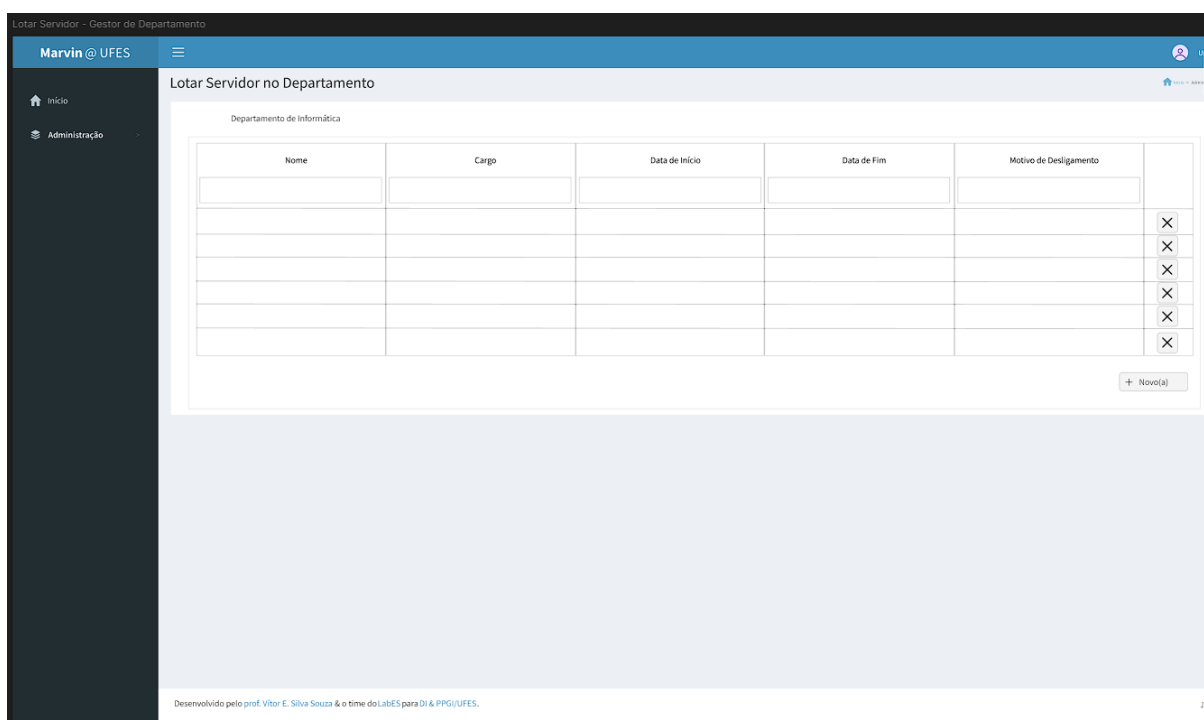 Lotar Servidor - Gestor de Departamento
Marvin @ UFES
Lotar Servidor no Departamento
Início
Administração
Departamento de Informática
Nome Cargo Data de Início Data de Fim Motivo de Desligamento
+ Novo(a)
Desenvolvido pelo prof. Vítor E. Silva Souza & o time do LabES para DI & PPGI/UFES.